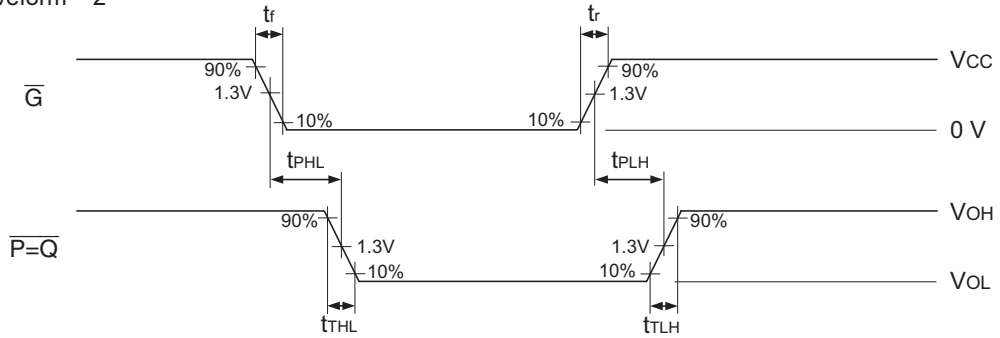 2
tf tr
90% 90% VCC
G 1.3V 1.3V
10% 10% 0 V
tPHL tPLH
90% 90% VOH
P=Q 1.3V 1.3V
10% 10% VOL
tTHL tTLH